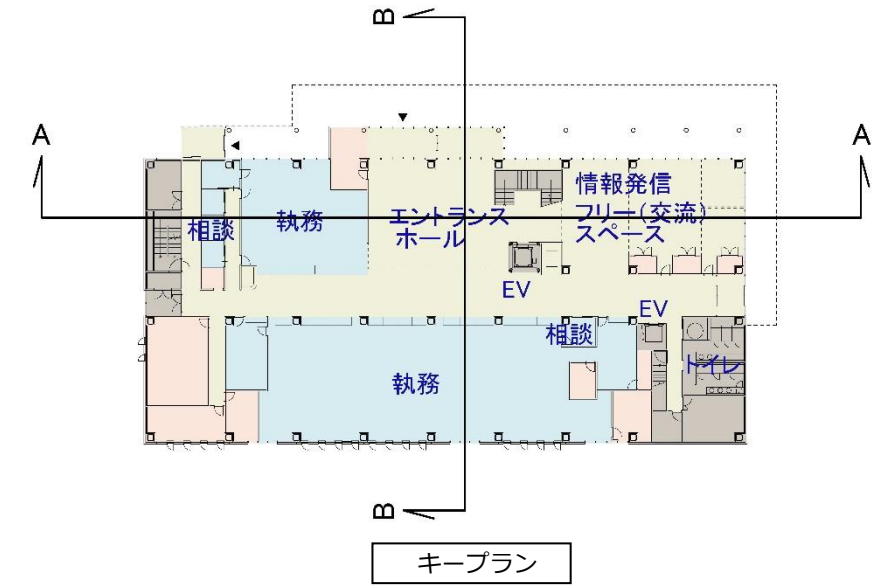 B
A
A
情報発信
フリー(交流)
スペース
相談
執務
エントランス
ホール
EV
EV
相談
トイレ
執務
B
キープラン